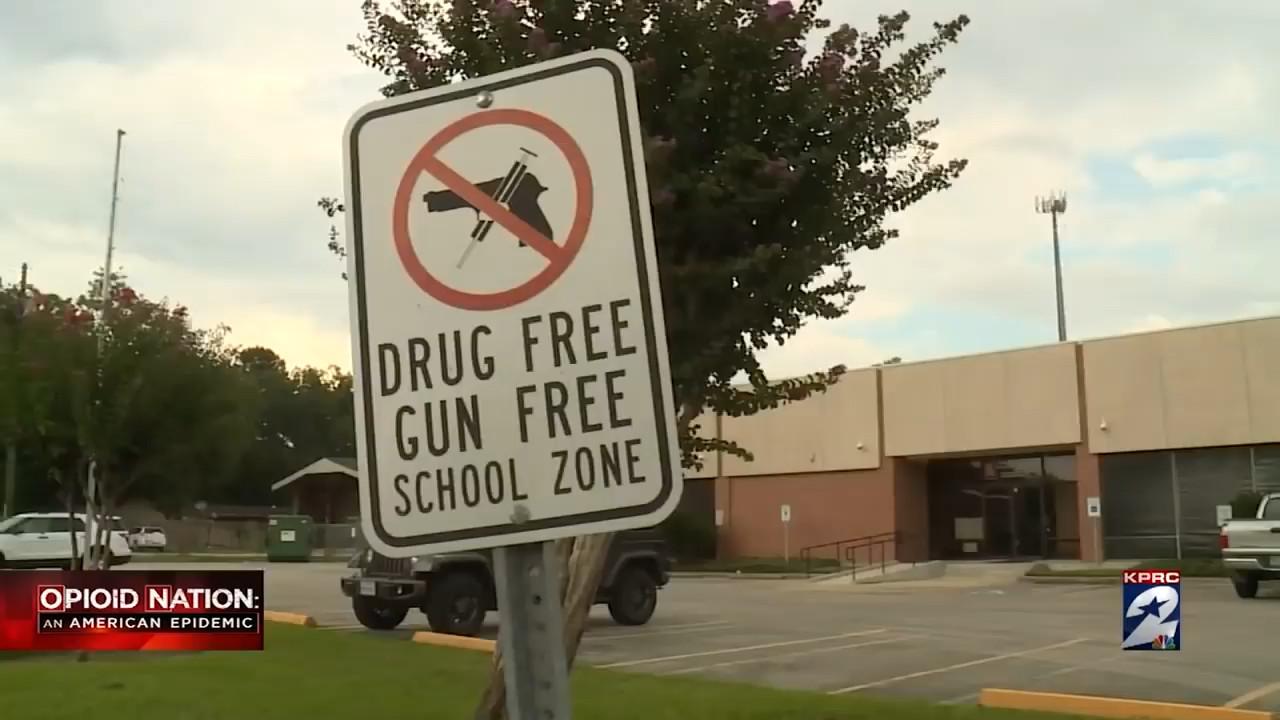 DRUG FREE
GUN FREE
SCHOOL ZONE
OPIOID NATION:
AN AMERICAN EPIDEMIC
KPRC
2